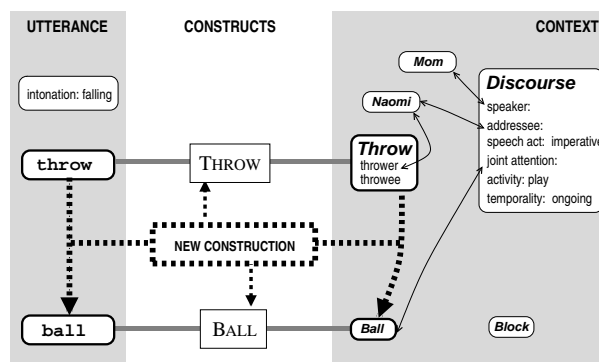 UTTERANCE
CONSTRUCTS
CONTEXT
intonation: falling
Mom
Naomi
Discourse
speaker:
addressee:
speech act: imperative
joint attention:
activity: play
temporality: ongoing
throw
THROW
Throw
thrower
throwee
NEW CONSTRUCTION
ball
BALL
Ball
Block